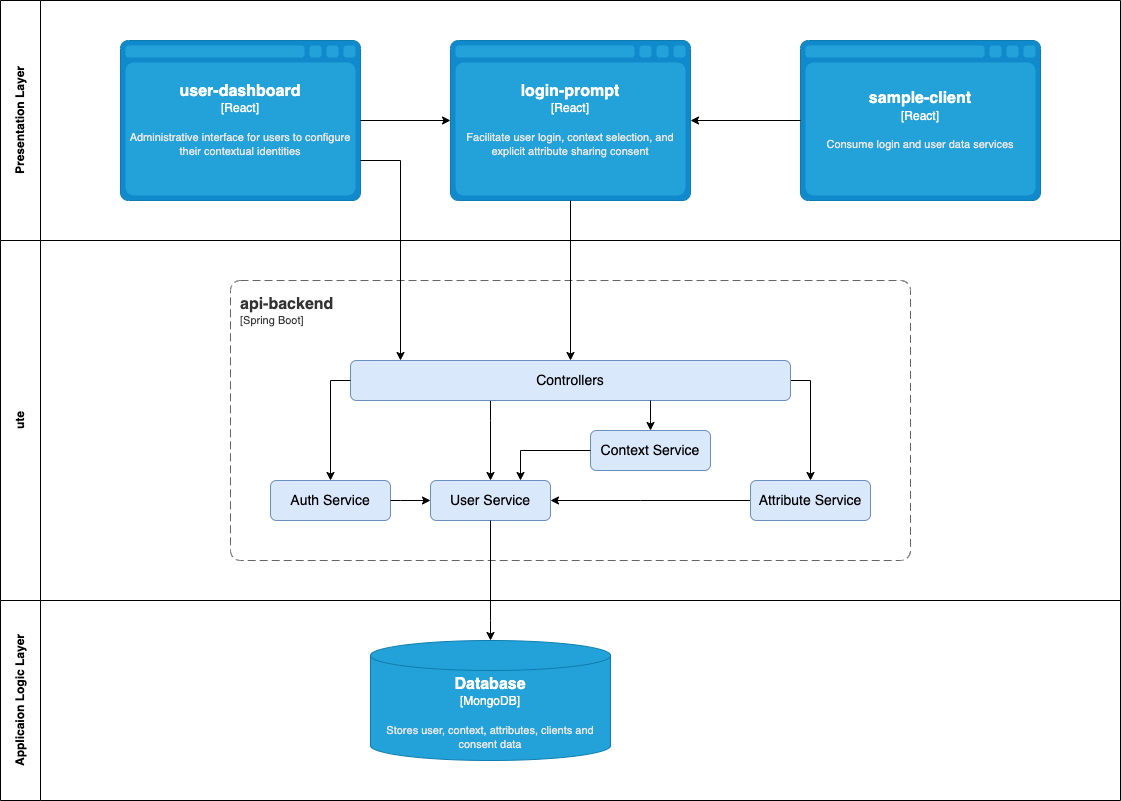 Presentation Layer
user-dashboard
[React]
Administrative interface for users to configure
their contextual identities
login-prompt
[React]
Facilitate user login, context selection, and
explicit attribute sharing consent
sample-client
[React]
Consume login and user data services
ute
api-backend
[Spring Boot]
Controllers
Context Service
Auth Service
User Service
Attribute Service
Applicaion Logic Layer
Database
[MongoDB]
Stores user, context, attributes, clients and
consent data